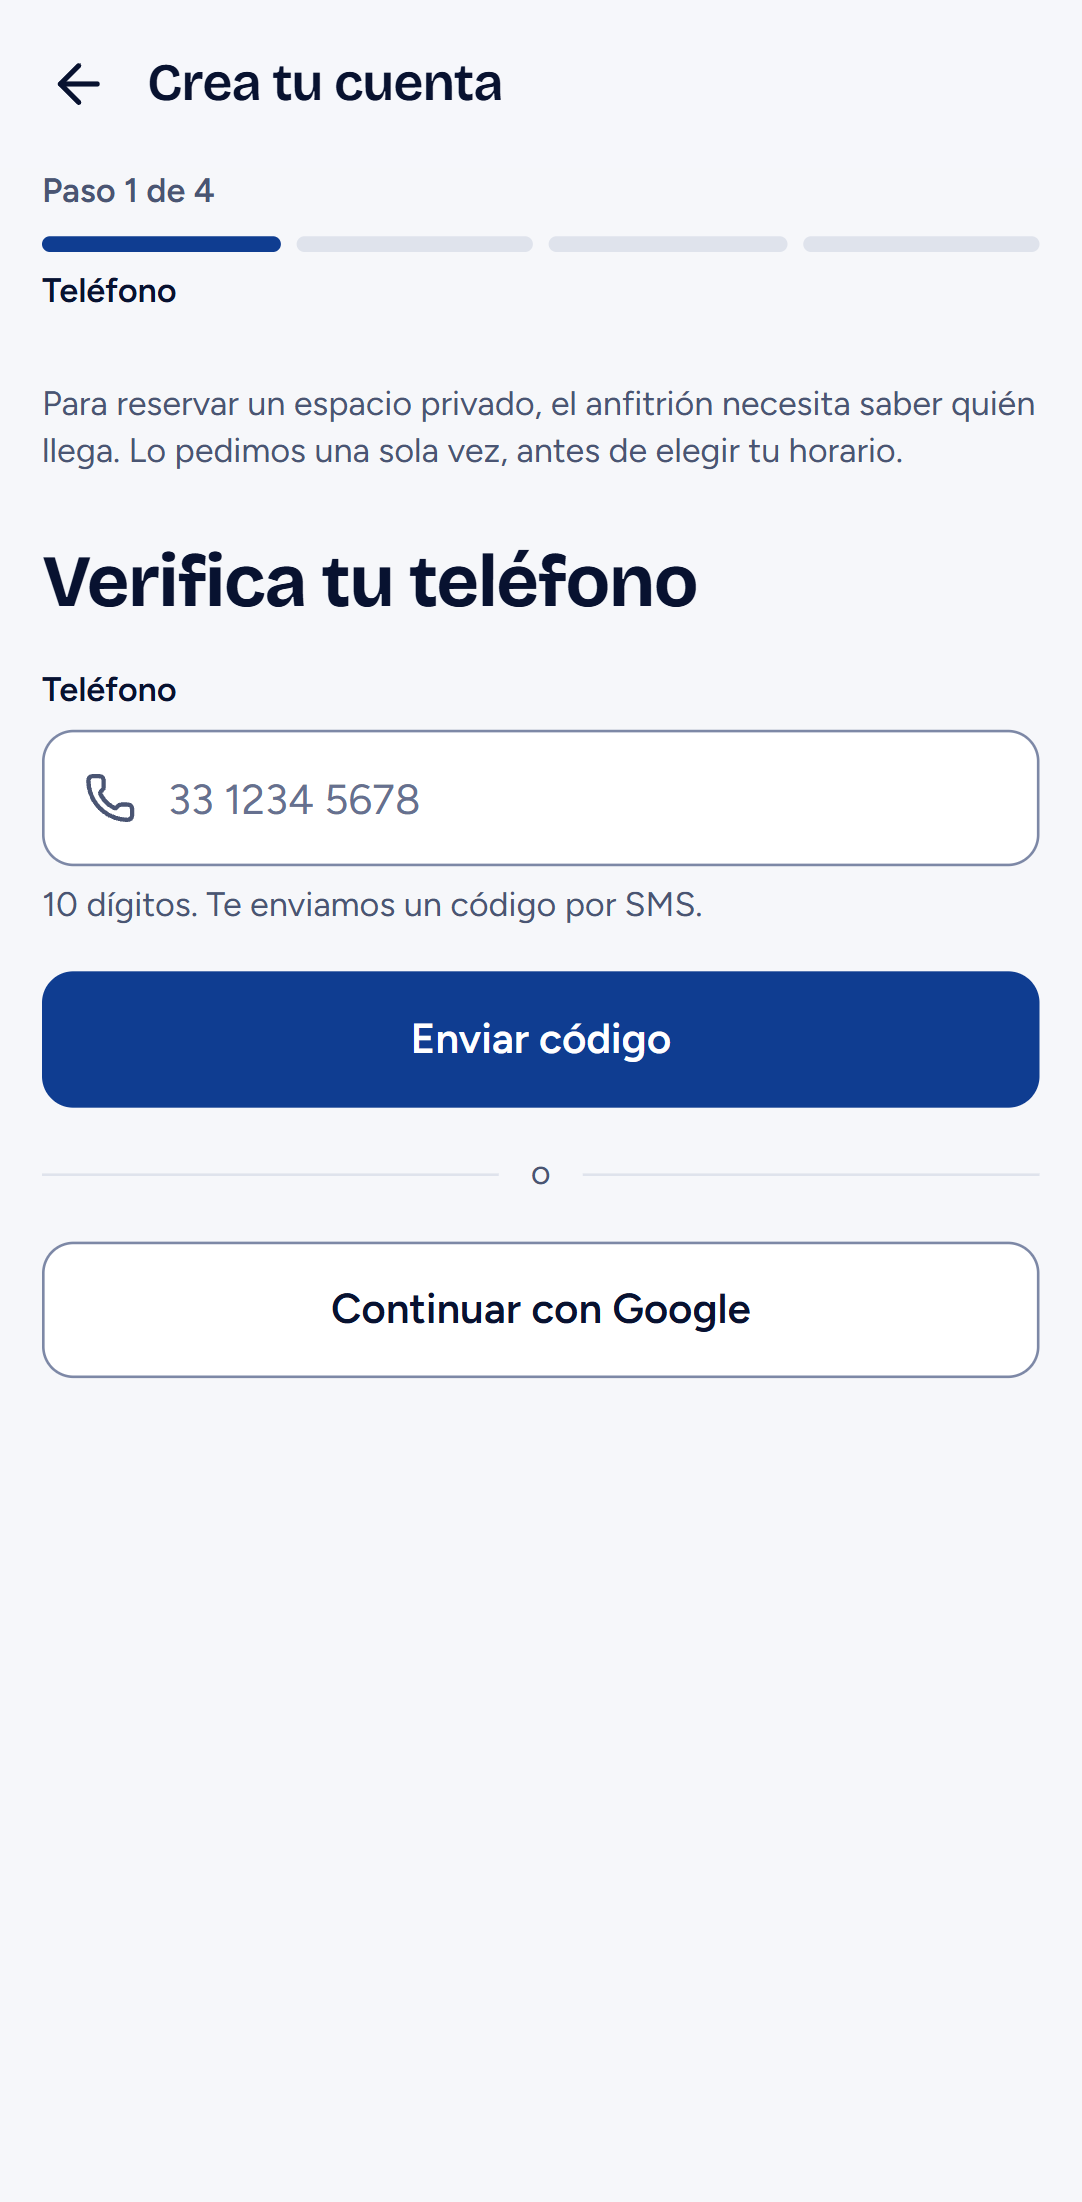 Crea tu cuenta
Paso 1 de 4
Teléfono
Para reservar un espacio privado, el anfitrión necesita saber quién
llega. Lo pedimos una sola vez, antes de elegir tu horario.
Verifica tu teléfono
Teléfono
33 1234 5678
10 dígitos. Te enviamos un código por SMS.
Enviar código
o
Continuar con Google